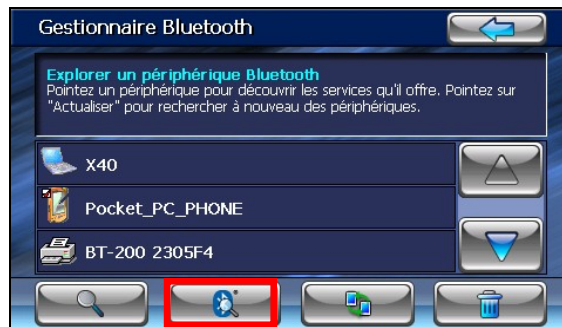 Gestionnaire Bluetooth
Explorer un périphérique Bluetooth
Pointez un périphérique pour découvrir les services qu'il offre. Pointez sur
"Actualiser" pour rechercher à nouveau des périphériques.
X40
Pocket_PC_PHONE
BT-200 2305F4